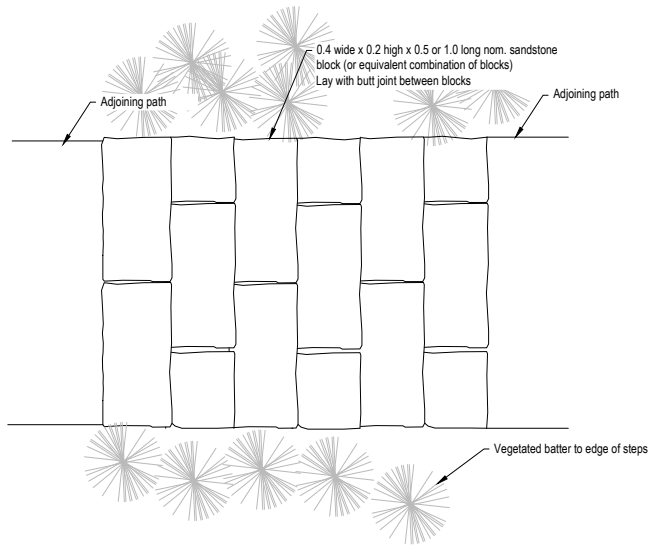 0.4 wide x 0.2 high x 0.5 or 1.0 long nom. sandstone
block (or equivalent combination of blocks)
Lay with butt joint between blocks
Adjoining path
Adjoining path
Vegetated batter to edge of steps